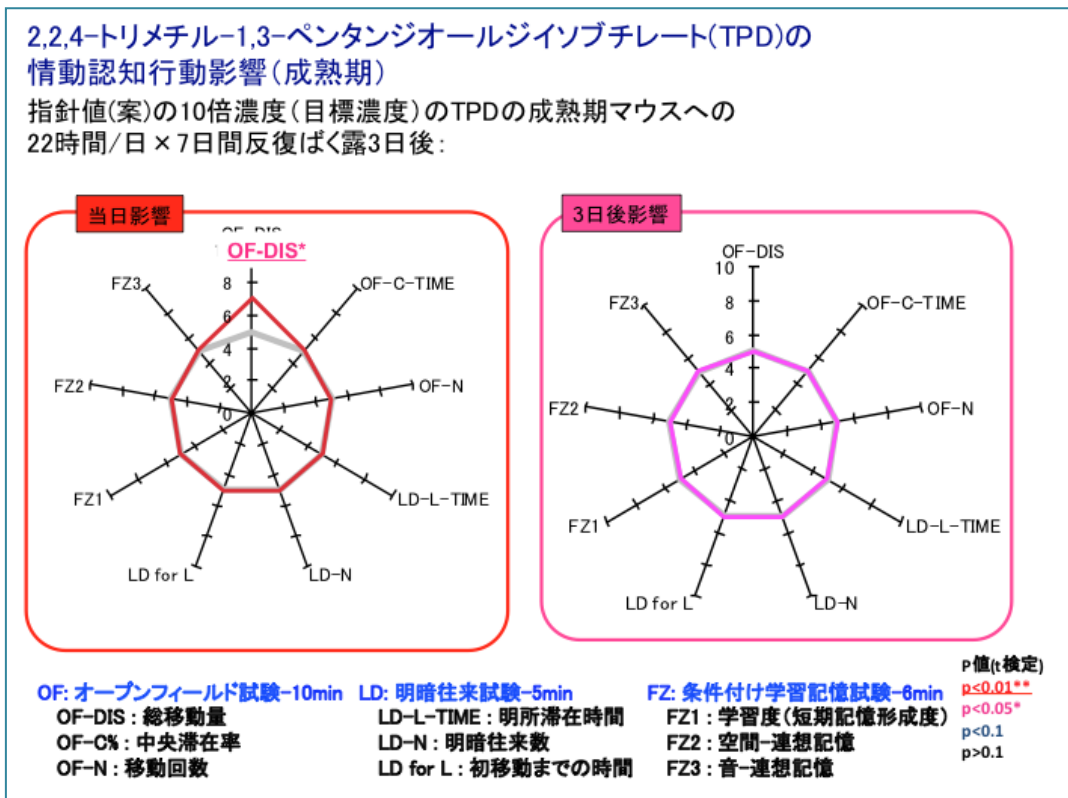 2,2,4-トリメチル-1,3-ペンタンジオールジイソブチレート(TPD)の
情動認知行動影響(成熟期)
指針値(案)の10倍濃度(目標濃度)のTPDの成熟期マウスへの
22時間/日×7日間反復ばく露3日後:
当日影響
OF-DIS*
8
6
4
2
0
OF-C-TIME
OF-N
LD-L-TIME
LD-N
LD for L
FZ1
FZ2
FZ3
3日後影響
OF-DIS
10
8
6
4
2
0
OF-C-TIME
OF-N
LD-L-TIME
LD-N
LD for L
FZ1
FZ2
FZ3
OF: オープンフィールド試験-10min
OF-DIS:総移動量
OF-C%:中央滞在率
OF-N:移動回数
LD: 明暗往来試験-5min
LD-L-TIME:明所滞在時間
LD-N:明暗往来数
LD for L:初移動までの時間
FZ: 条件付け学習記憶試験-6min
FZ1:学習度(短期記憶形成度)
FZ2:空間-連想記憶
FZ3:音-連想記憶
P値(t検定)
p<0.01**
p<0.05*
p<0.1
p>0.1